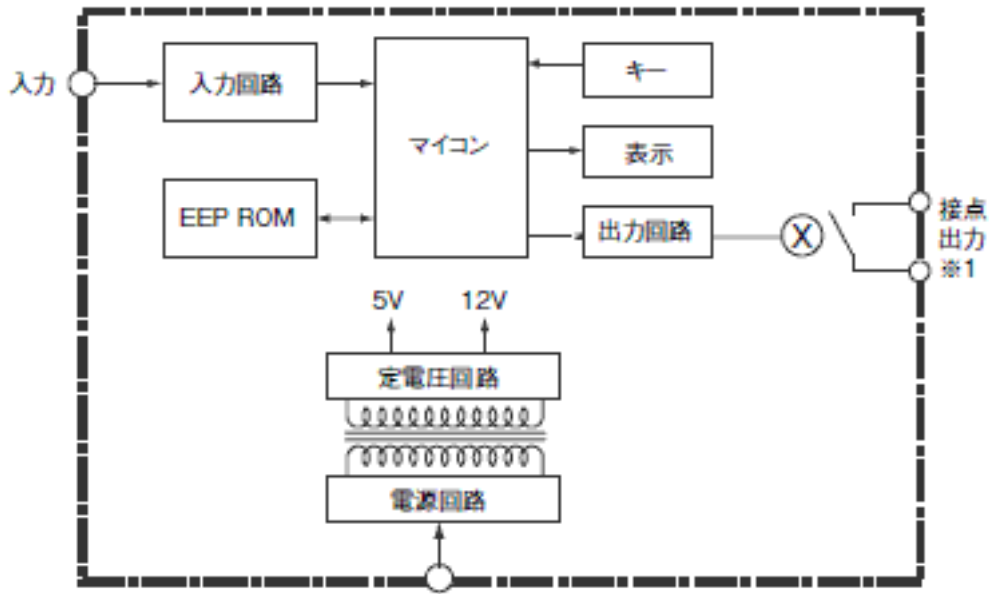 入力
入力回路
マイコン
キー
表示
EEP ROM
出力回路
X
接点
出力
※1
5V 12V
定電圧回路
電源回路